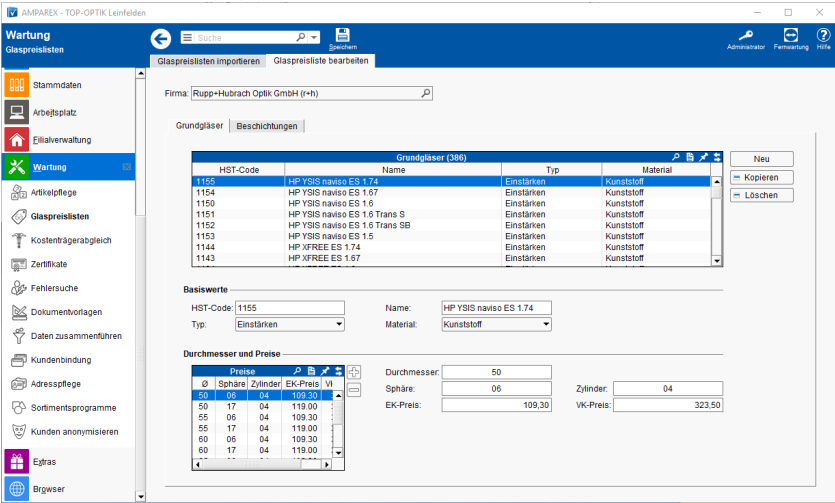 AMPAREX - TOP-OPTIK Leinfelden
Wartung
Glaspreislisten
Suche
Speichern
Administrator Fernwartung Hilfe
Glaspreislisten importieren Glaspreisliste bearbeiten
Stammdaten
Arbeitsplatz
Filialverwaltung
Wartung
Artikelpflege
Glaspreislisten
Kostenträgerabgleich
Zertifikate
Fehlersuche
Dokumentvorlagen
Daten zusammenführen
Kundenbindung
Adresspflege
Sortimentsprogramme
Kunden anonymisieren
Extras
Browser
Firma: Rupp+Hubrach Optik GmbH (r+h)
Grundgläser Beschichtungen
Grundgläser (386)
HST-Code Name Typ Material
1155 HP YSIS naviso ES 1.74 Einstärken Kunststoff
1154 HP YSIS naviso ES 1.67 Einstärken Kunststoff
1150 HP YSIS naviso ES 1.6 Einstärken Kunststoff
1151 HP YSIS naviso ES 1.6 Trans S Einstärken Kunststoff
1152 HP YSIS naviso ES 1.6 Trans SB Einstärken Kunststoff
1153 HP YSIS naviso ES 1.5 Einstärken Kunststoff
1144 HP XFREE ES 1.74 Einstärken Kunststoff
1143 HP XFREE ES 1.67 Einstärken Kunststoff
Neu
Kopieren
Löschen
Basiswerte
HST-Code: 1155 Name: HP YSIS naviso ES 1.74
Typ: Einstärken Material: Kunststoff
Durchmesser und Preise
Preise
Ø Sphäre Zylinder EK-Preis
50 06 04 109.30
50 17 04 119.00
55 06 04 109.30
55 17 04 119.00
60 06 04 109.30
60 17 04 119.00
Durchmesser: 50
Sphäre: 06 Zylinder: 04
EK-Preis: 109,30 VK-Preis: 323,50